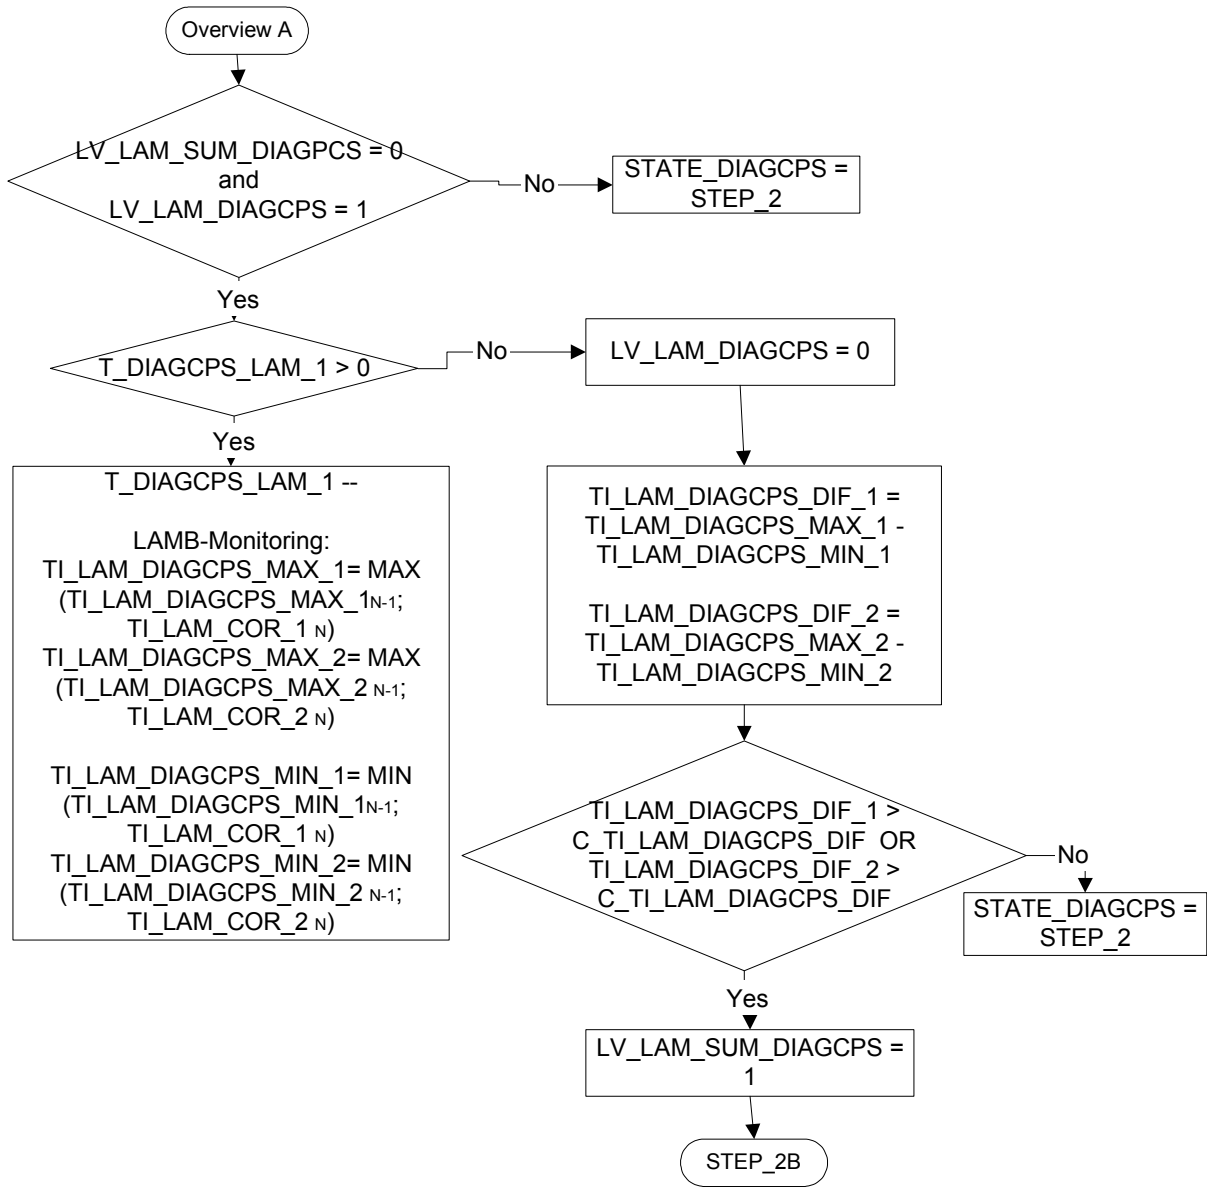 Overview A
LV_LAM_SUM_DIAGPCS = 0
and
LV_LAM_DIAGCPS = 1
No
STATE_DIAGCPS =
STEP_2
Yes
T_DIAGCPS_LAM_1 > 0
No
LV_LAM_DIAGCPS = 0
Yes
T_DIAGCPS_LAM_1 --
LAMB-Monitoring:
TI_LAM_DIAGCPS_MAX_1= MAX
(TI_LAM_DIAGCPS_MAX_1N-1;
TI_LAM_COR_1 N)
TI_LAM_DIAGCPS_MAX_2= MAX
(TI_LAM_DIAGCPS_MAX_2 N-1;
TI_LAM_COR_2 N)
TI_LAM_DIAGCPS_MIN_1= MIN
(TI_LAM_DIAGCPS_MIN_1N-1;
TI_LAM_COR_1 N)
TI_LAM_DIAGCPS_MIN_2= MIN
(TI_LAM_DIAGCPS_MIN_2 N-1;
TI_LAM_COR_2 N)
TI_LAM_DIAGCPS_DIF_1 =
TI_LAM_DIAGCPS_MAX_1 -
TI_LAM_DIAGCPS_MIN_1
TI_LAM_DIAGCPS_DIF_2 =
TI_LAM_DIAGCPS_MAX_2 -
TI_LAM_DIAGCPS_MIN_2
TI_LAM_DIAGCPS_DIF_1 >
C_TI_LAM_DIAGCPS_DIF OR
TI_LAM_DIAGCPS_DIF_2 >
C_TI_LAM_DIAGCPS_DIF
No
STATE_DIAGCPS =
STEP_2
Yes
LV_LAM_SUM_DIAGCPS =
1
STEP_2B